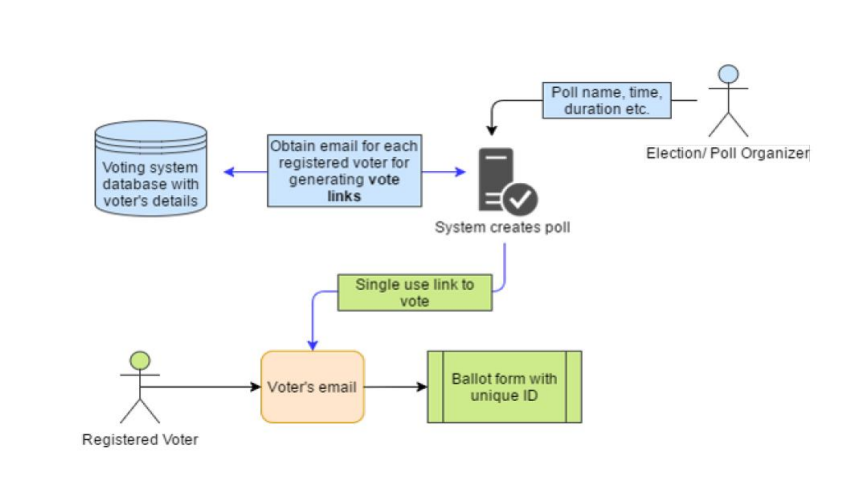 Poll name, time,
duration etc.
Election/ Poll Organizer
Obtain email for each
registered voter for
generating vote
links
Voting system
database with
voter's details
System creates poll
Single use link to
vote
Voter's email
Ballot form with
unique ID
Registered Voter